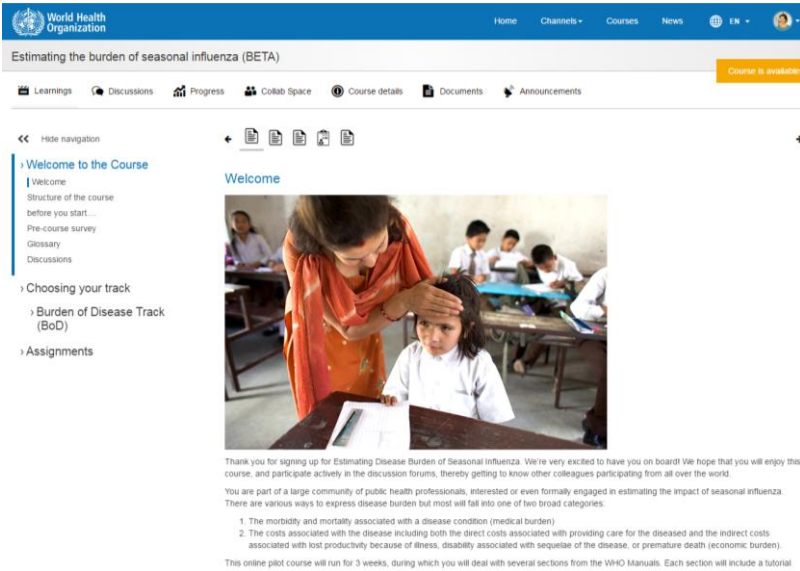 World Health
Organization
Home
Channels
Courses
News
EN
Estimating the burden of seasonal influenza (BETA)
Course is available
Learnings
Discussions
Progress
Collab Space
Course details
Documents
Announcements
Hide navigation
› Welcome to the Course
Welcome
Structure of the course
before you start....
Pre-course survey
Glossary
Discussions
› Choosing your track
› Burden of Disease Track
(BoD)
› Assignments
Welcome
Thank you for signing up for Estimating Disease Burden of Seasonal Influenza. We're very excited to have you on board! We hope that you will enjoy this
course, and participate actively in the discussion forums, thereby getting to know other colleagues participating from all over the world.
You are part of a large community of public health professionals, interested or even formally engaged in estimating the impact of seasonal influenza.
There are various ways to express disease burden but most will fall into one of two broad categories:
1. The morbidity and mortality associated with a disease condition (medical burden)
2. The costs associated with the disease including both the direct costs associated with providing care for the diseased and the indirect costs
associated with lost productivity because of illness, disability associated with sequelae of the disease, or premature death (economic burden).
This online pilot course will run for 3 weeks, during which you will deal with several sections from the WHO Manuals. Each section will include a tutorial